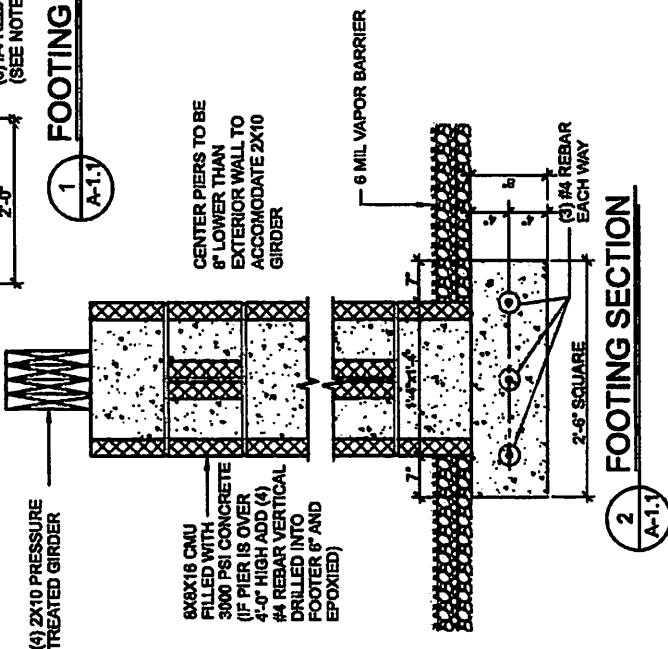 (SEE NOTE
2'-0"
1
A-1.1
FOOTING
(4) 2X10 PRESSURE
TREATED GIRDER
CENTER PIERS TO BE
8" LOWER THAN
EXTERIOR WALL TO
ACCOMODATE 2X10
GIRDER
8X8X16 CMU
FILLED WITH
3000 PSI CONCRETE
(IF PIER IS OVER
4'-0" HIGH ADD (4)
#4 REBAR VERTICAL
DRILLED INTO
FOOTER 6" AND
EPOXIED)
6 MIL VAPOR BARRIER
7"
7"
4"
4"
8"
(3) #4 REBAR
EACH WAY
2'-6" SQUARE
2
A-1.1
FOOTING SECTION